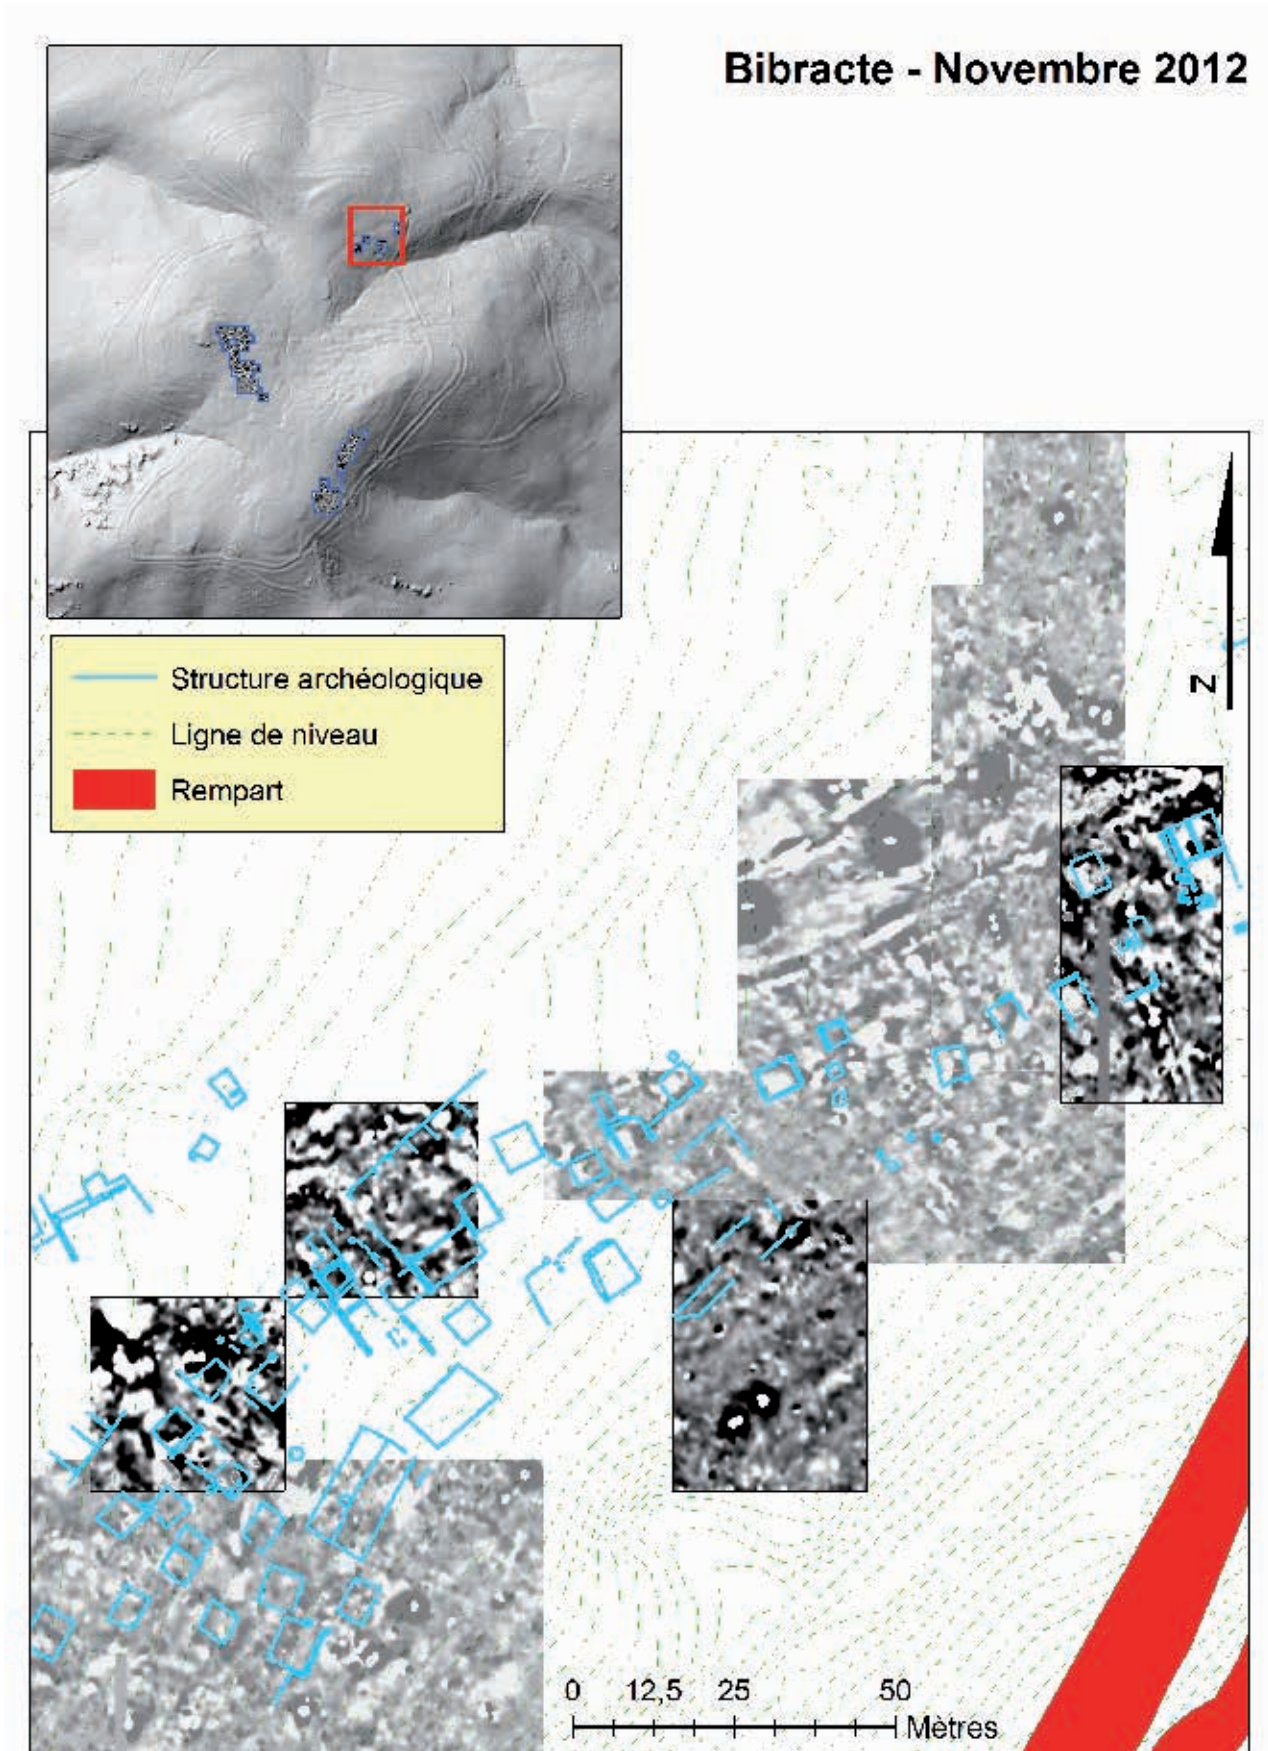 Bibracte - Novembre 2012
Structure archéologique
Ligne de niveau
Rempart
N
0 12,5 25 50
Mètres